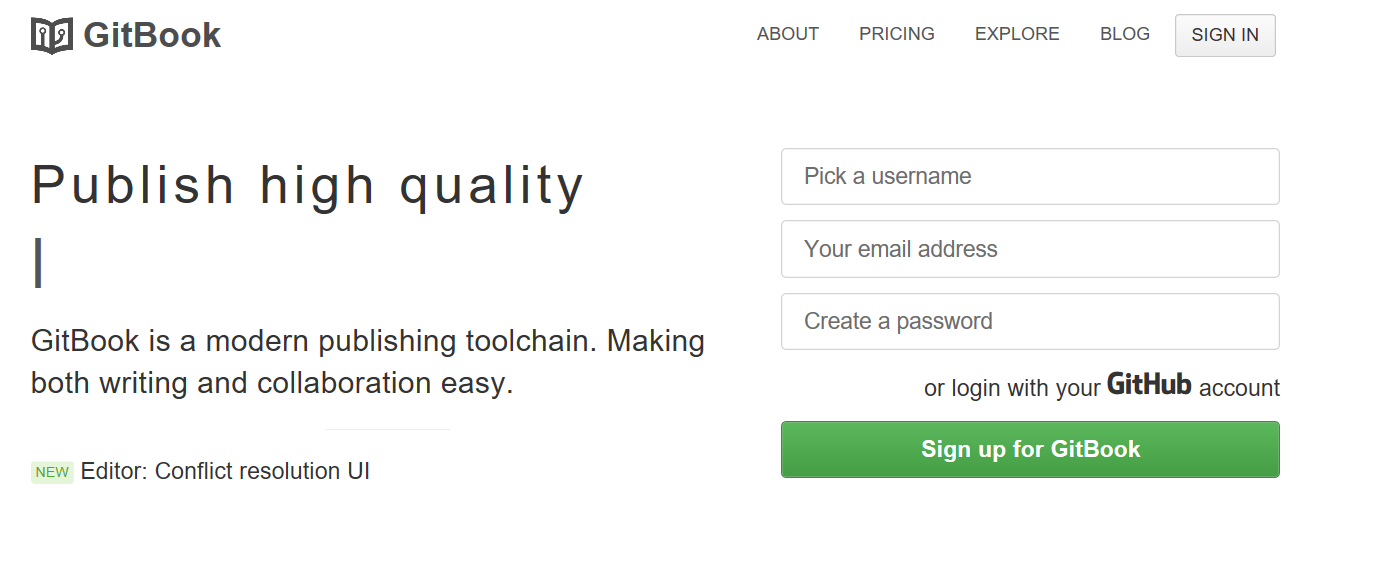 GitBook
ABOUT PRICING EXPLORE BLOG SIGN IN
Publish high quality
GitBook is a modern publishing toolchain. Making
both writing and collaboration easy.
NEW Editor: Conflict resolution UI
Pick a username
Your email address
Create a password
or login with your GitHub account
Sign up for GitBook